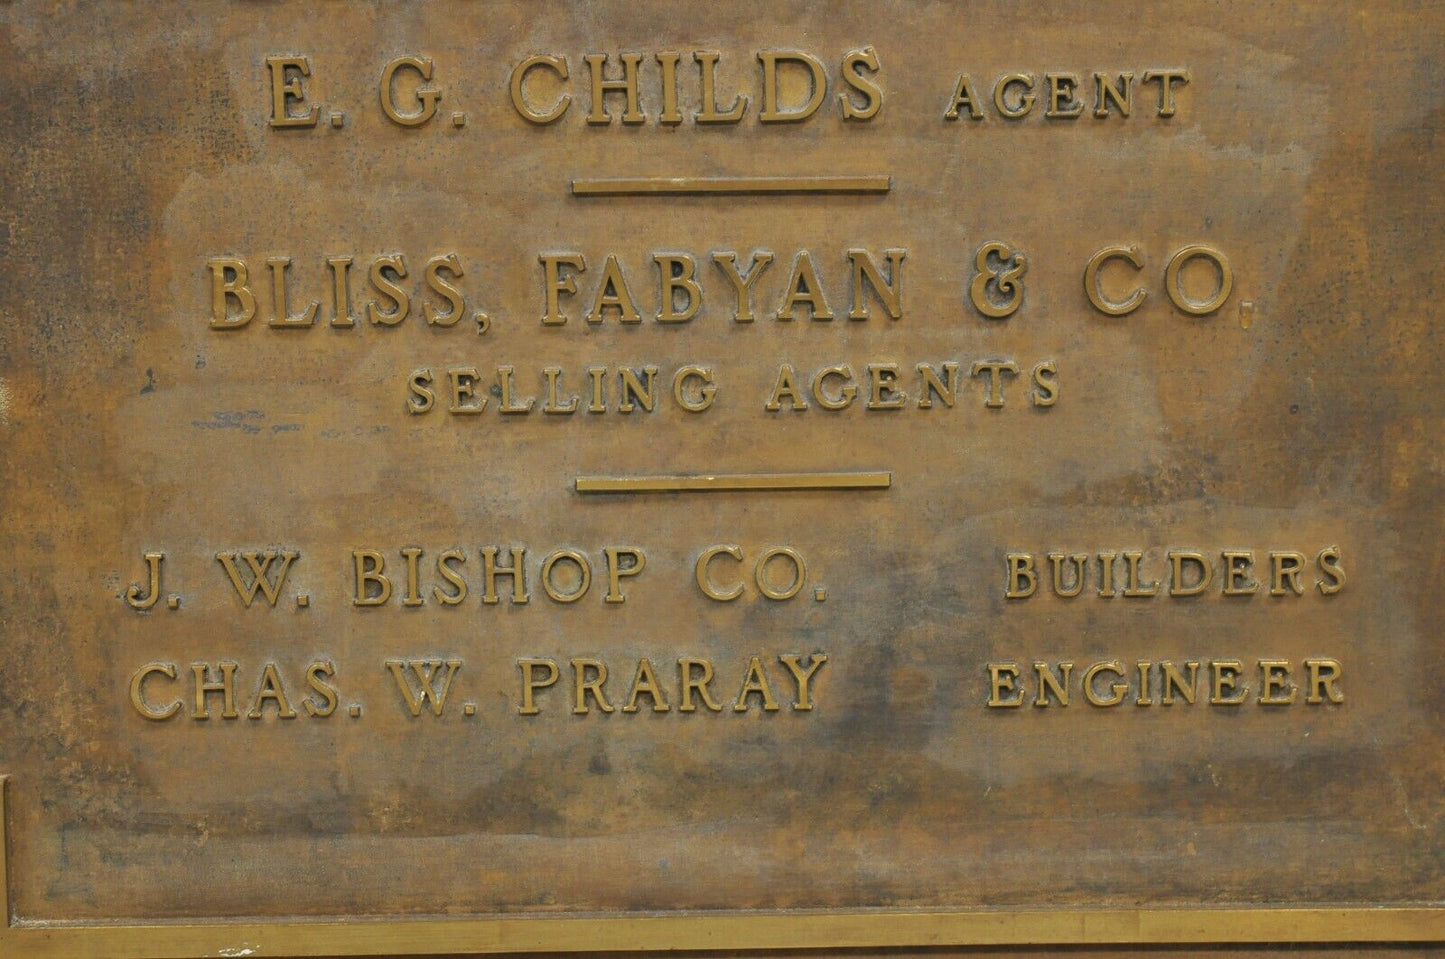 E. G. CHILDS AGENT
BLISS, FABYAN & CO.
SELLING AGENTS
J. W. BISHOP CO. BUILDERS
CHAS. W. PRARAY ENGINEER